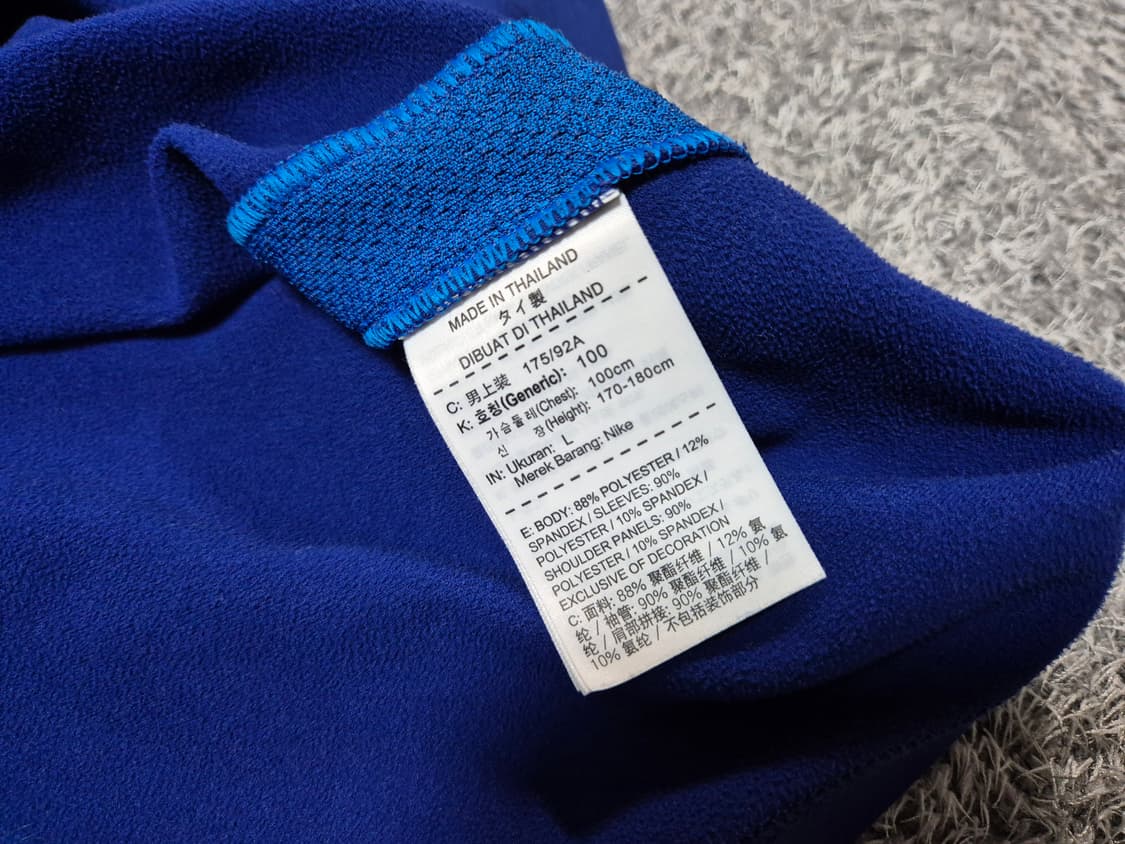 MADE IN THAILAND
タイ製
DIBUAT DI THAILAND
C: 男上装 175/92A
K: 호칭(Generic): 100
가슴둘레(Chest): 100cm
신 장(Height): 170-180cm
IN: Ukuran: L
Merek Barang: Nike
E: BODY: 88% POLYESTER / 12%
SPANDEX / SLEEVES: 90%
POLYESTER / 10% SPANDEX /
SHOULDER PANELS: 90%
POLYESTER / 10% SPANDEX /
EXCLUSIVE OF DECORATION
C: 面料: 88% 聚酯纤维 / 12% 氨
纶 / 袖管: 90% 聚酯纤维 / 10% 氨
纶 / 肩部拼接: 90% 聚酯纤维 /
10% 氨纶 / 不包括装饰部分